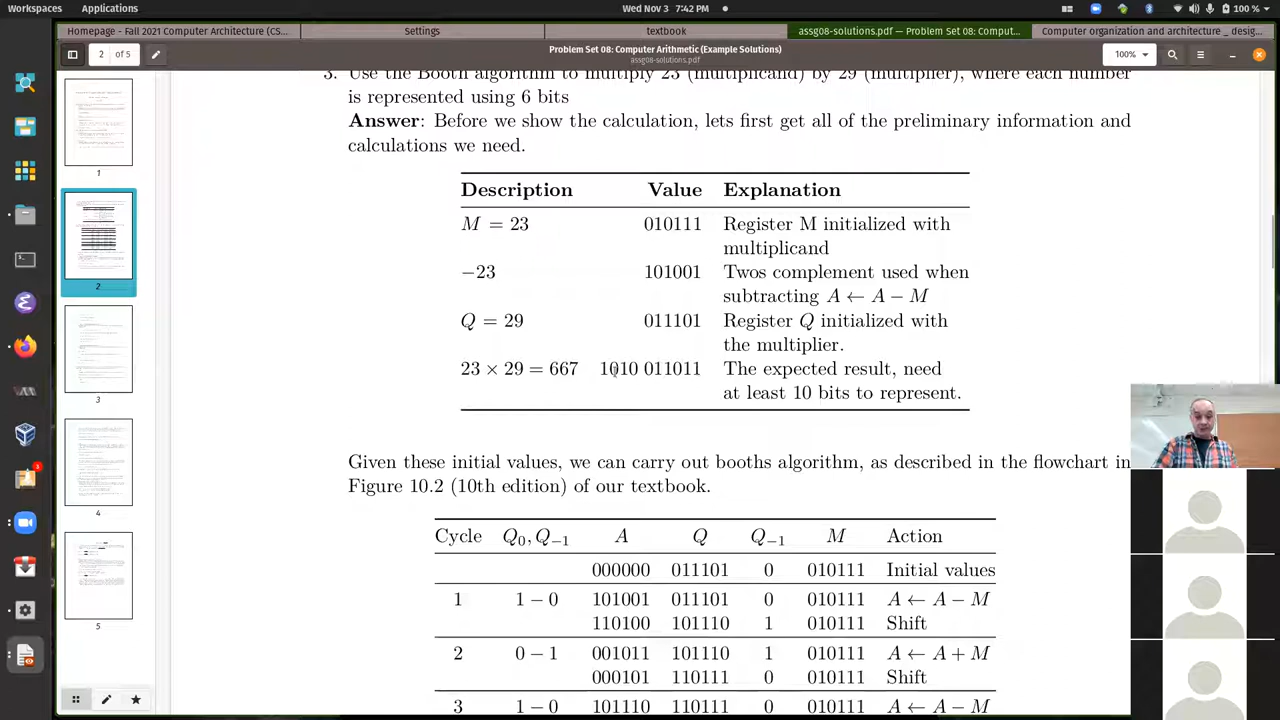 Workspaces Applications Wed Nov 3 7:42 PM 100 %
Homepage - Fall 2021 Computer Architecture (CS... Settings textbook assg08-solutions.pdf — Problem Set 08: Comput... Computer organization and architecture _ desig...
2 of 5 Problem Set 08: Computer Arithmetic (Example Solutions) 100%
assg08-solutions.pdf
3. Use the Booth algorithm to multiply 23 (multiplicand) by 29 (multiplier), where each number
is represented using 6 bits
Answer: Before we show the calculation, lets first recall of the preliminary information and
calculations we need.
Description Value Explanation
M = 23 010111 Register M initialized with
multiplicand
−23 101001 Twos complement used when
subtracting A ← A − M
Q = 011101 Register Q initialized with
the multiplier.
23 × 29 = 667 1010 011011 The expected result, need
at least 10 bits to represent.
Given these initial we can carry out booths algorithm, as described in the flowchart in
Figure 10.2 (10th edition) of our textbook.
Cycle Q0, Q−1 A Q Q−1 M Action
000000 011101 0 010111 Initial values
1 1 − 0 101001 011101 0 010111 A ← A − M
110100 101110 1 010111 Shift
2 0 − 1 001011 101110 1 010111 A ← A + M
000101 110111 0 010111 Shift
3 1 − 0 101110 110111 0 010111 A ← A − M
1
2
3
4
5
3